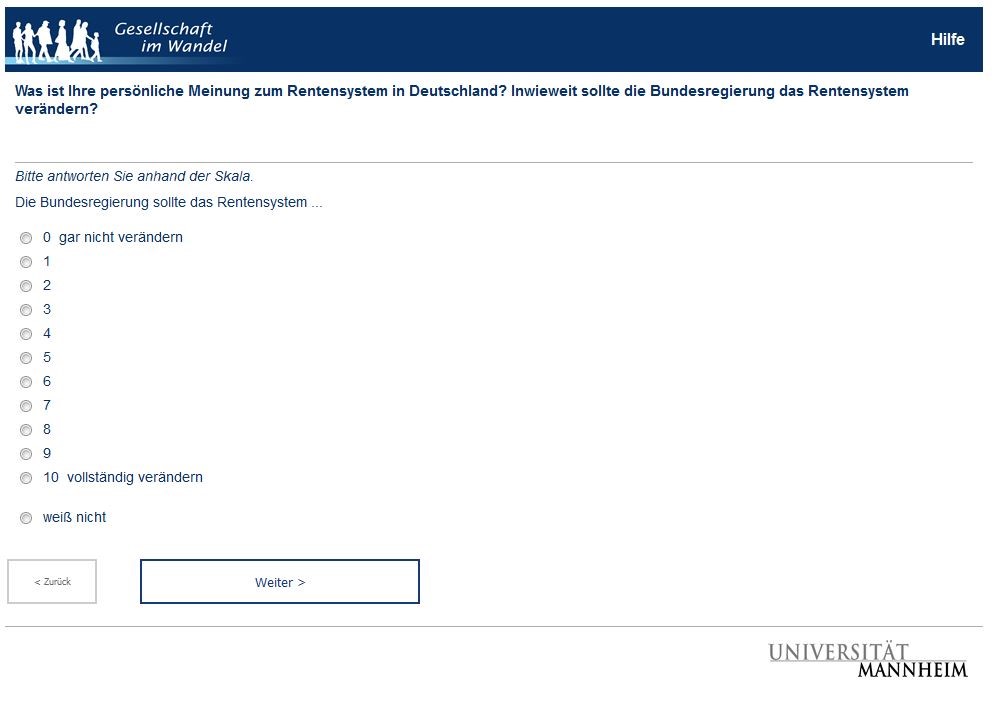 Gesellschaft
im Wandel
Hilfe
Was ist Ihre persönliche Meinung zum Rentensystem in Deutschland? Inwieweit sollte die Bundesregierung das Rentensystem
verändern?
Bitte antworten Sie anhand der Skala.
Die Bundesregierung sollte das Rentensystem ...
0 gar nicht verändern
1
2
3
4
5
6
7
8
9
10 vollständig verändern
weiß nicht
< Zurück
Weiter >
UNIVERSITÄT
MANNHEIM